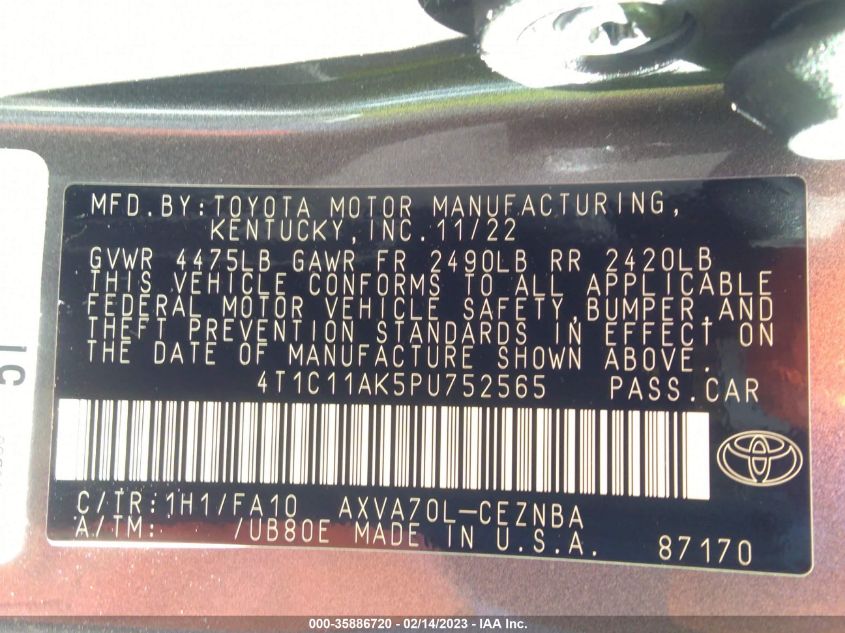 MFD.BY:TOYOTA MOTOR MANUFACTURING,
KENTUCKY,INC.11/22
GVWR 4475LB GAWR FR 2490LB RR 2420LB
THIS VEHICLE CONFORMS TO ALL APPLICABLE
FEDERAL MOTOR VEHICLE SAFETY,BUMPER,AND
THEFT PREVENTION STANDARDS IN EFFECT ON
THE DATE OF MANUFACTURE SHOWN ABOVE.
4T1C11AK5PU752565 PASS.CAR
C/TR:1H1/FA10 AXVA70L-CEZNBA
A/TM: /UB80E MADE IN U.S.A. 87170
000-35886720 - 02/14/2023 - IAA Inc.